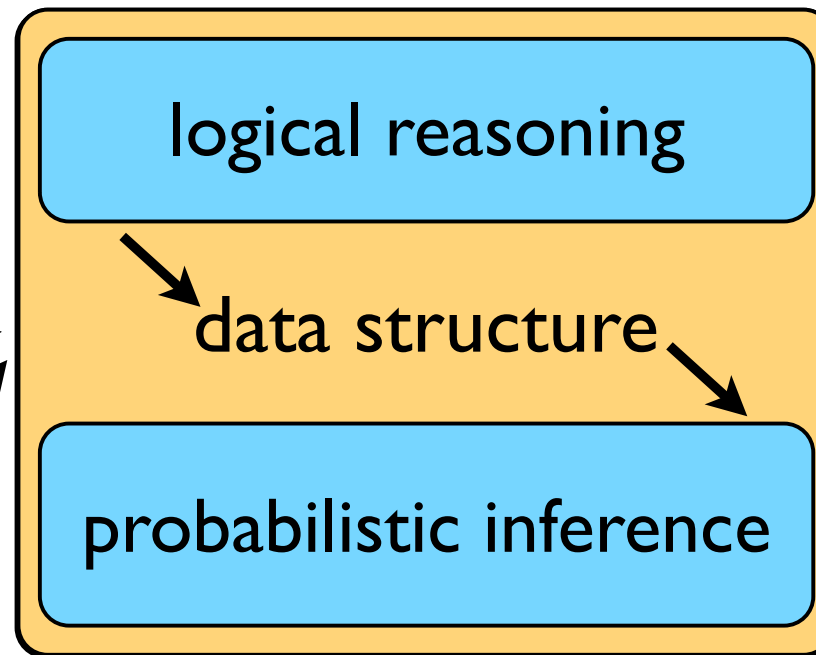 logical reasoning
data structure
probabilistic inference